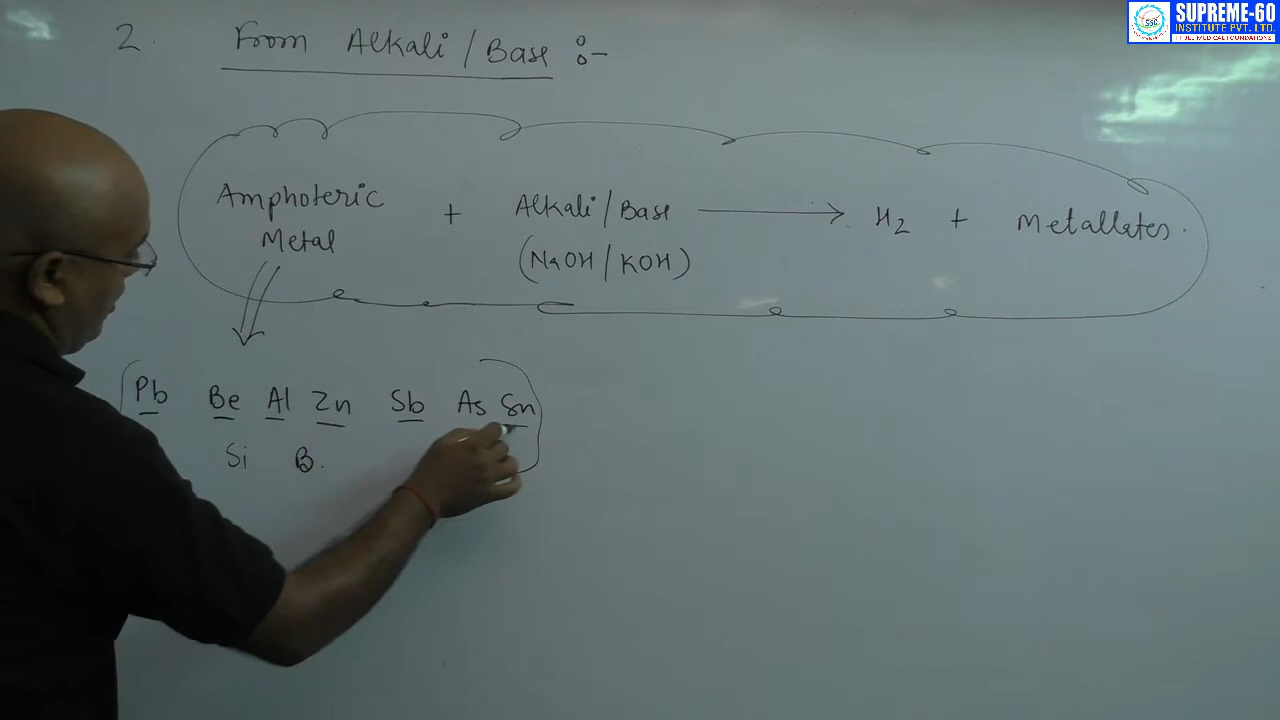 SUPREME-60
INSTITUTE PVT. LTD.
2. From Alkali / Base :-
Amphoteric Metal + Alkali / Base (NaOH / KOH) → H2 + Metallates.
Pb Be Al Zn Sb As Sn
Si B.